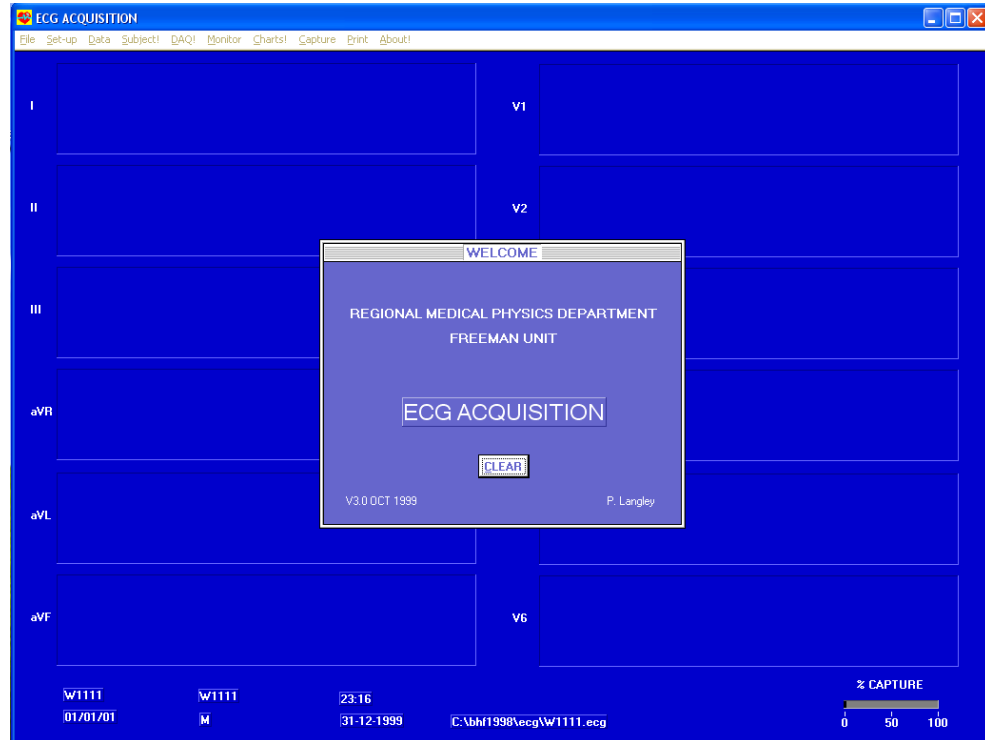 ECG ACQUISITION
File Set-up Data Subject! DAQ! Monitor Charts! Capture Print About!
I V1
II V2
WELCOME
III
REGIONAL MEDICAL PHYSICS DEPARTMENT
FREEMAN UNIT
aVR
ECG ACQUISITION
CLEAR
V3.0 OCT 1999 P. Langley
aVL
aVF V6
% CAPTURE
W1111 W1111 23:16
01/01/01 M 31-12-1999 C:\bhf1998\ecg\W1111.ecg
0 50 100